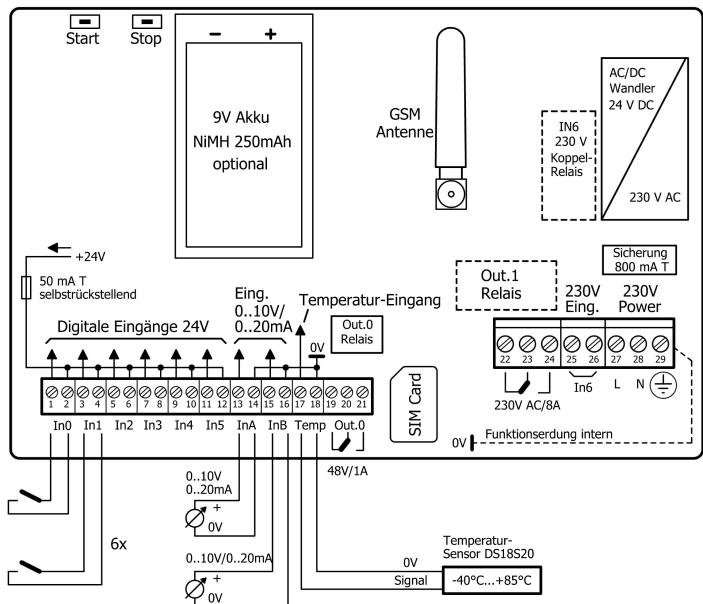 Start
Stop
− +
9V Akku
NiMH 250mAh
optional
GSM
Antenne
AC/DC
Wandler
24 V DC
230 V AC
IN6
230 V
Koppel-
Relais
+24V
50 mA T
selbstrückstellend
Digitale Eingänge 24V
Eing.
0..10V/
0..20mA
Temperatur-Eingang
Out.0
Relais
0V
Out.1
Relais
230V
Eing.
Sicherung
800 mA T
230V
Power
1 2 3 4 5 6 7 8 9 10 11 12 13 14 15 16 17 18 19 20 21
In0 In1 In2 In3 In4 In5 InA InB Temp Out.0
48V/1A
SIM Card
22 23 24 25 26 27 28 29
230V AC/8A
In6
L N
0V
Funktionserdung intern
6x
0..10V
0..20mA
+
0V
0..10V/0..20mA
+
0V
0V
Signal
Temperatur-
Sensor DS18S20
-40°C...+85°C